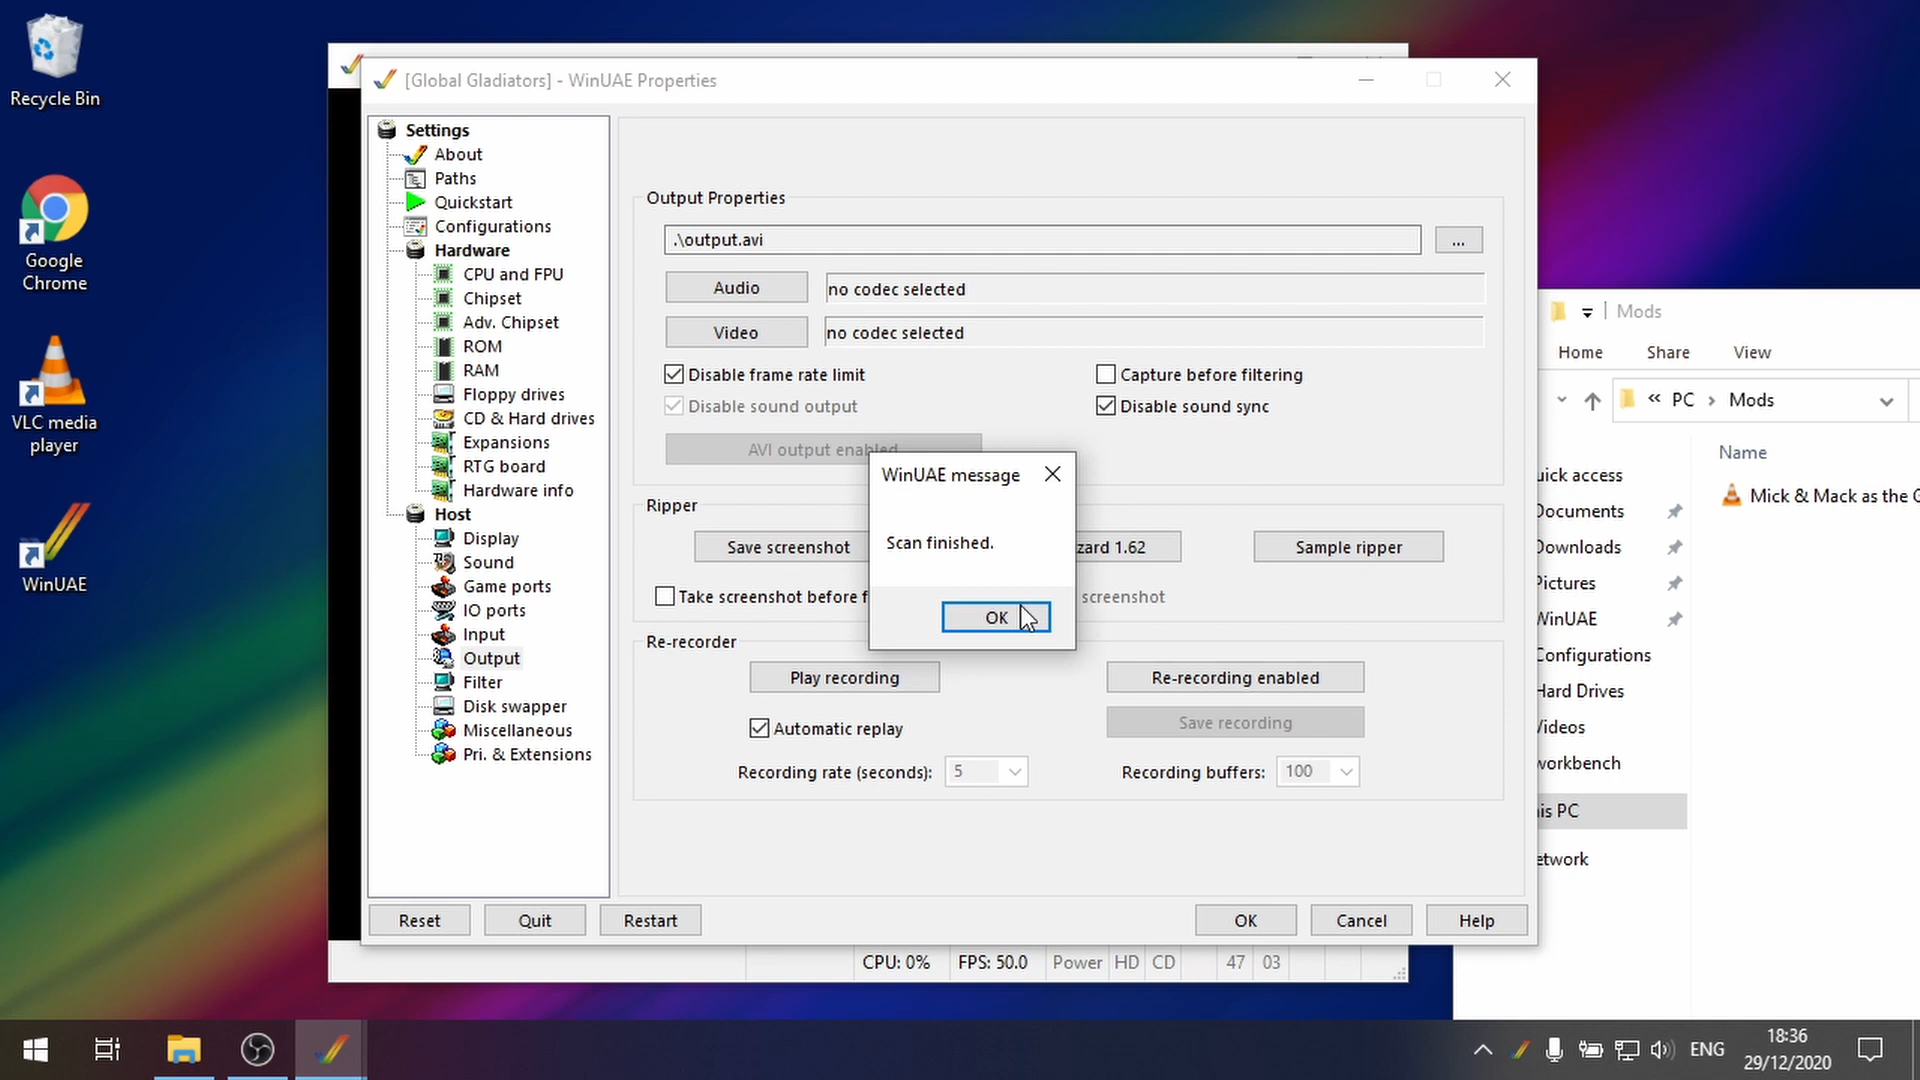 Recycle Bin
Google
Chrome
VLC media
player
WinUAE
[Global Gladiators] - WinUAE Properties
Settings
About
Paths
Quickstart
Configurations
Hardware
CPU and FPU
Chipset
Adv. Chipset
ROM
RAM
Floppy drives
CD & Hard drives
Expansions
RTG board
Hardware info
Host
Display
Sound
Game ports
IO ports
Input
Output
Filter
Disk swapper
Miscellaneous
Pri. & Extensions
Output Properties
.\output.avi
...
Audio
no codec selected
Video
no codec selected
Disable frame rate limit
Capture before filtering
Disable sound output
Disable sound sync
AVI output enabled
WinUAE message
Scan finished.
OK
Ripper
Save screenshot
zard 1.62
Sample ripper
Take screenshot before f
screenshot
Re-recorder
Play recording
Re-recording enabled
Automatic replay
Save recording
Recording rate (seconds): 5
Recording buffers: 100
Reset
Quit
Restart
OK
Cancel
Help
CPU: 0%
FPS: 50.0
Power
HD
CD
47
03
Mods
Home
Share
View
« PC > Mods
Name
Mick & Mack as the G
uick access
Documents
Downloads
Pictures
WinUAE
Configurations
Hard Drives
Videos
workbench
is PC
etwork
ENG
18:36
29/12/2020